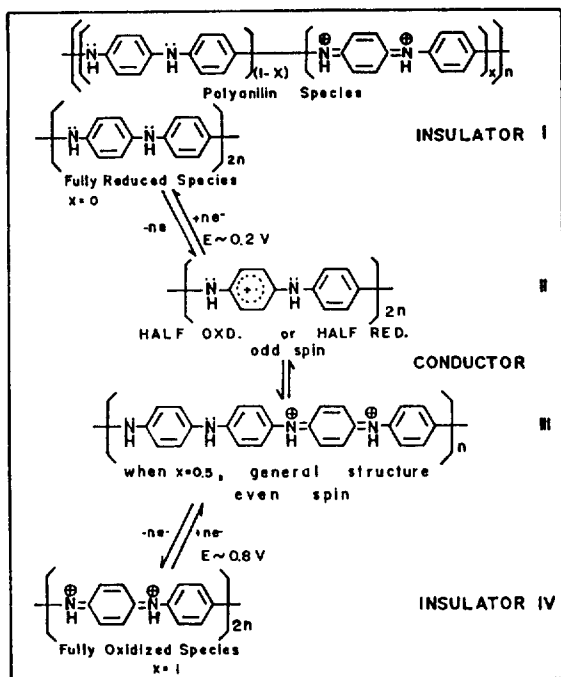 N̈ H N̈ H (1-X) ⊕ N H ⊕ N H x n
Polyanilin Species
N̈ H N̈ H 2n
INSULATOR I
Fully Reduced Species
X=0
-ne +ne-
E~0.2 V
N̈ H + N̈ H 2n
II
HALF OXD. or HALF RED.
odd spin
CONDUCTOR
N̈ H N̈ H ⊕ N H ⊕ N H n
III
when X=0.5, general structure
even spin
-ne- +ne-
E~0.8 V
⊕ N H ⊕ N H 2n
INSULATOR IV
Fully Oxidized Species
X=1